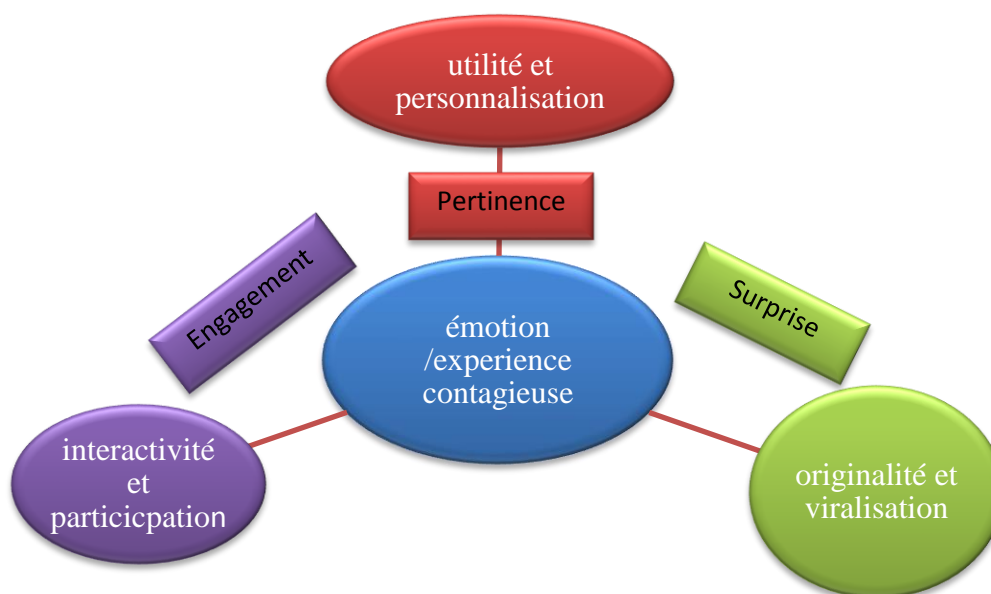 utilité et
personnalisation
Pertinence
Engagement
Surprise
émotion
/experience
contagieuse
interactivité
et
particicpation
originalité et
viralisation